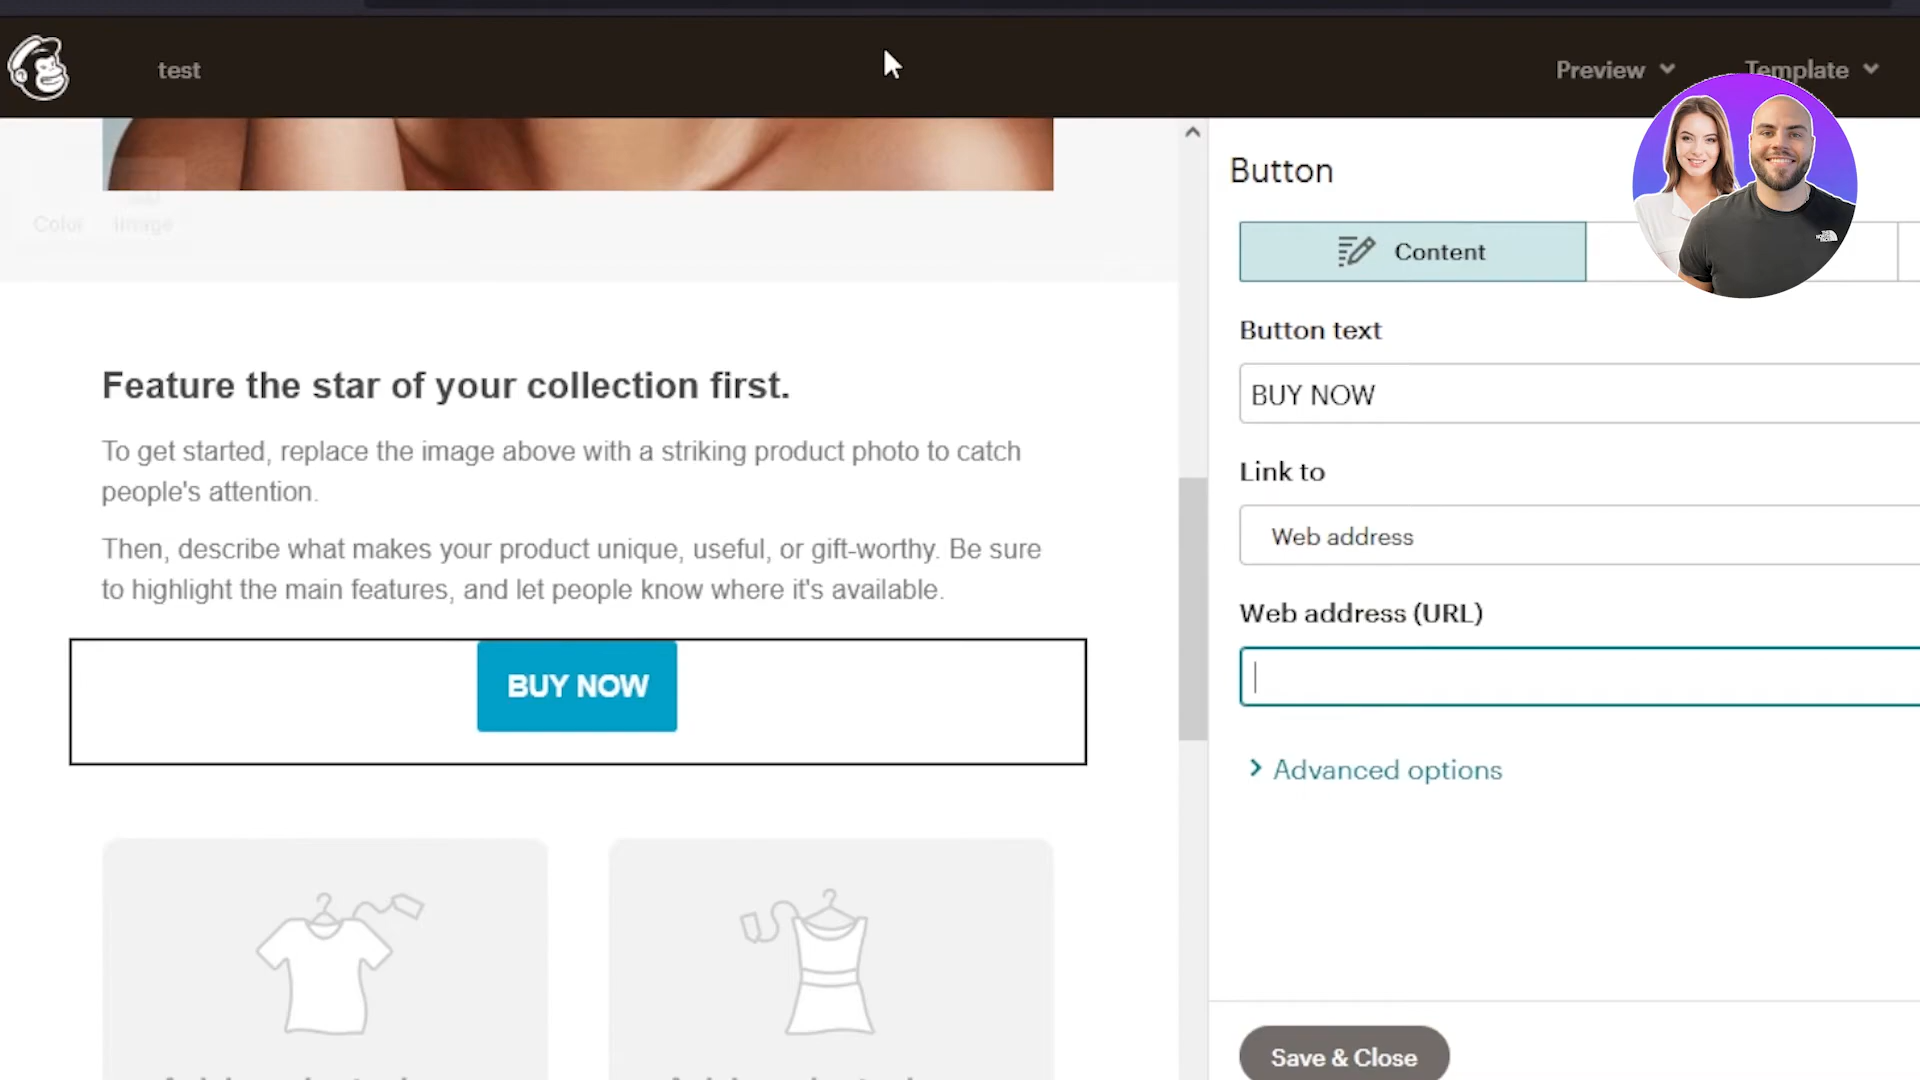 test
Preview
Template
Color
Image
Button
Content
Button text
BUY NOW
Link to
Web address
Web address (URL)
Advanced options
Save & Close
Feature the star of your collection first.
To get started, replace the image above with a striking product photo to catch
people's attention.
Then, describe what makes your product unique, useful, or gift-worthy. Be sure
to highlight the main features, and let people know where it's available.
BUY NOW